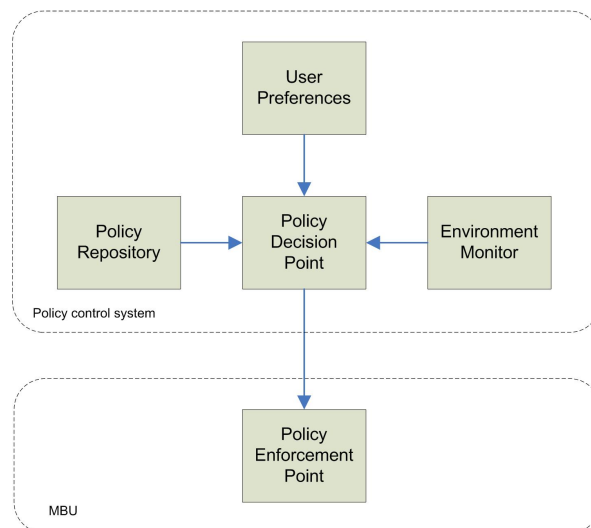 User
Preferences
Policy
Repository
Policy
Decision
Point
Environment
Monitor
Policy control system
Policy
Enforcement
Point
MBU